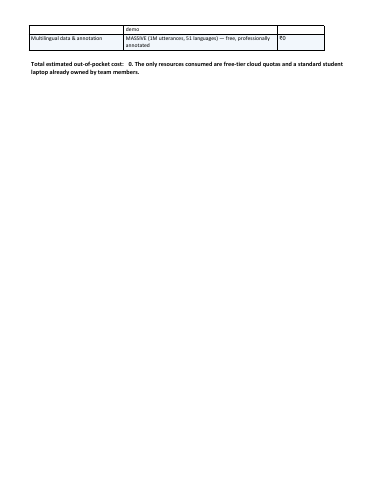 demo
Multilingual data & annotation MASSIVE (1M utterances, 51 languages) — free, professionally ₹0
annotated
Total estimated out-of-pocket cost: 0. The only resources consumed are free-tier cloud quotas and a standard student
laptop already owned by team members.